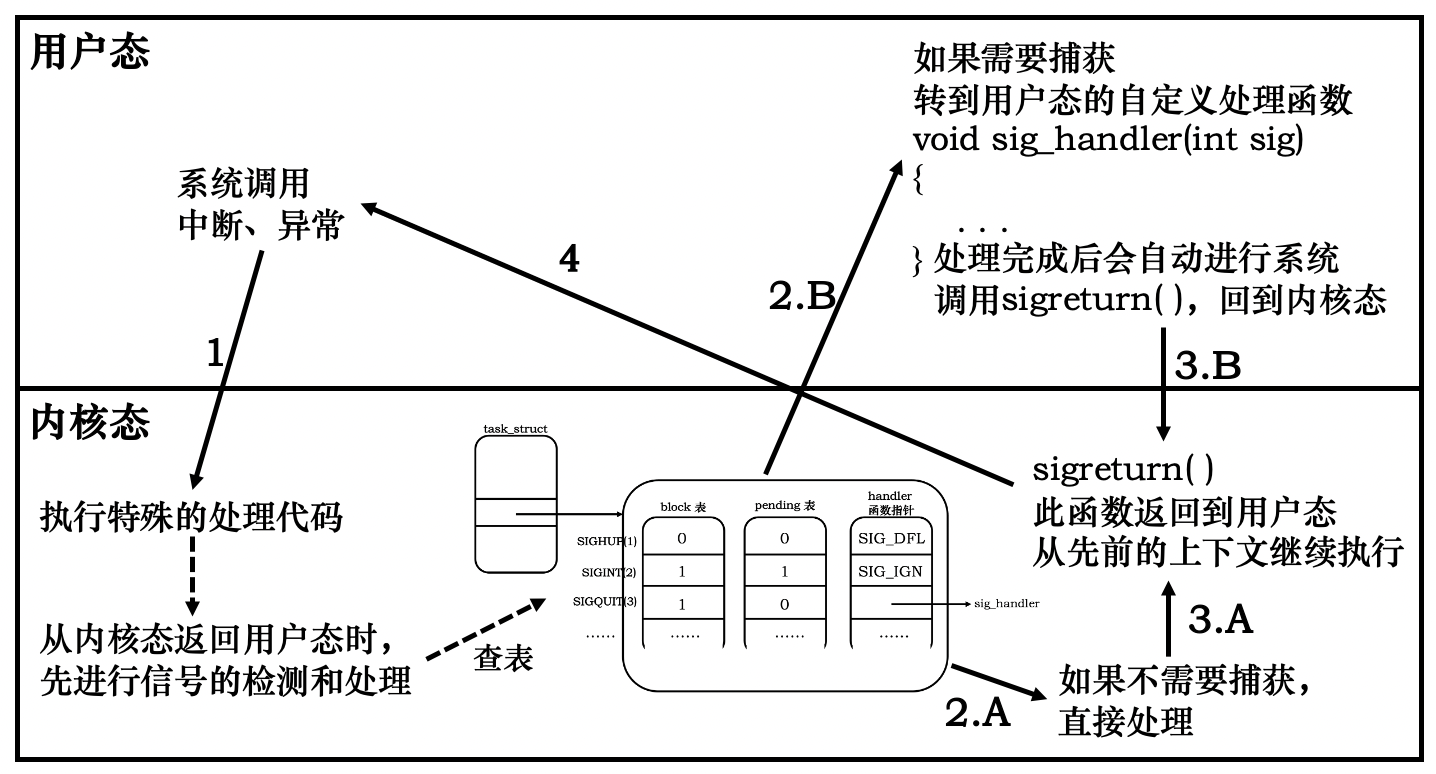 用户态
如果需要捕获
转到用户态的自定义处理函数
void sig_handler(int sig)
{
. . .
} 处理完成后会自动进行系统
调用sigreturn( )，回到内核态
系统调用
中断、异常
4
2.B
1
3.B
内核态
task_struct
sigreturn( )
此函数返回到用户态
从先前的上下文继续执行
执行特殊的处理代码
block 表
pending 表
handler
函数指针
SIGHUP(1) 0 0 SIG_DFL
SIGINT(2) 1 1 SIG_IGN
SIGQUIT(3) 1 0 sig_handler
...... ...... ...... ......
从内核态返回用户态时，
先进行信号的检测和处理
查表
3.A
2.A
如果不需要捕获，
直接处理